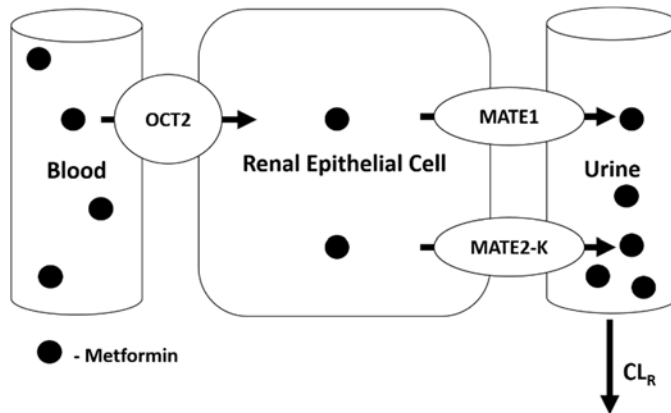 OCT2
MATE1
Blood
Renal Epithelial Cell
Urine
MATE2-K
- Metformin
CLR